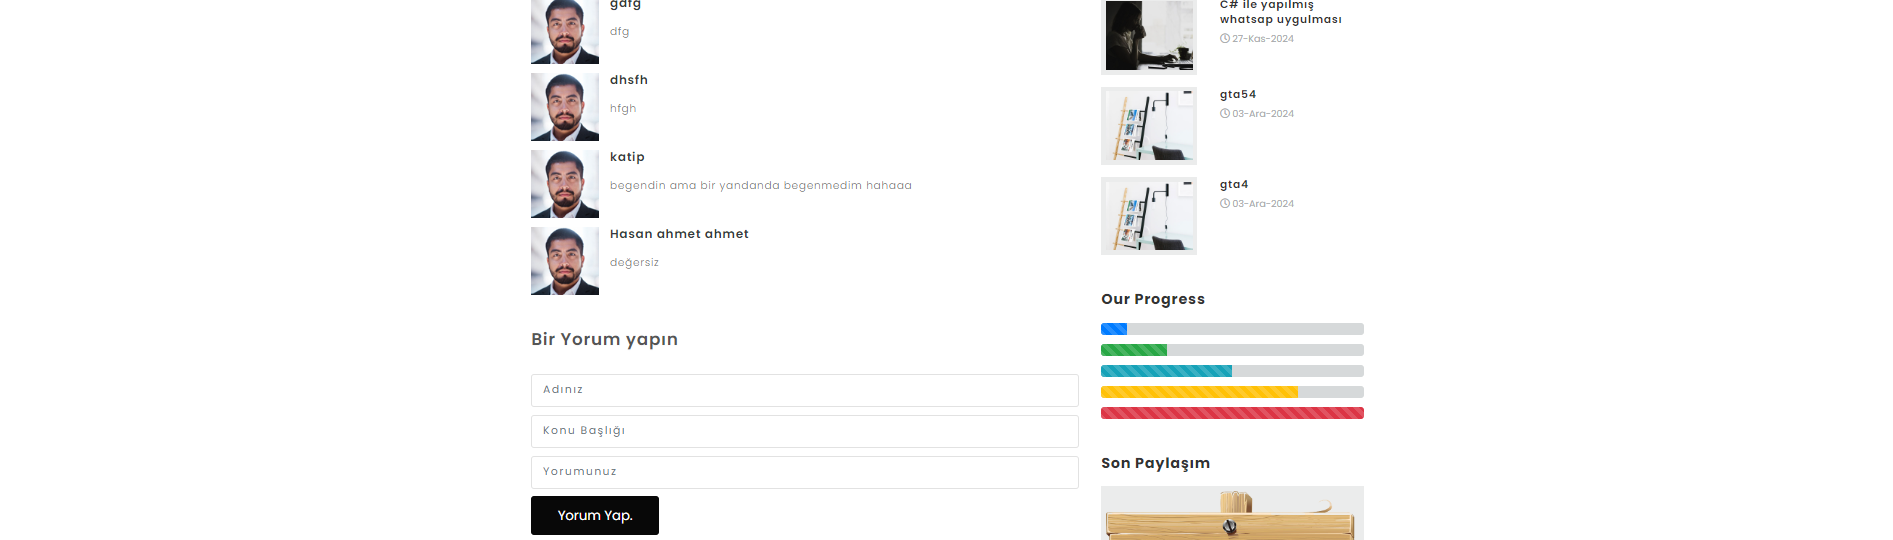 gdfg
dfg
dhsfh
hfgh
katip
begendin ama bir yandanda begenmedim hahaaa
Hasan ahmet ahmet
değersiz
Bir Yorum yapın
Adınız
Konu Başlığı
Yorumunuz
Yorum Yap.
C# ile yapılmış
whatsap uygulması
27-Kas-2024
gta54
03-Ara-2024
gta4
03-Ara-2024
Our Progress
Son Paylaşım